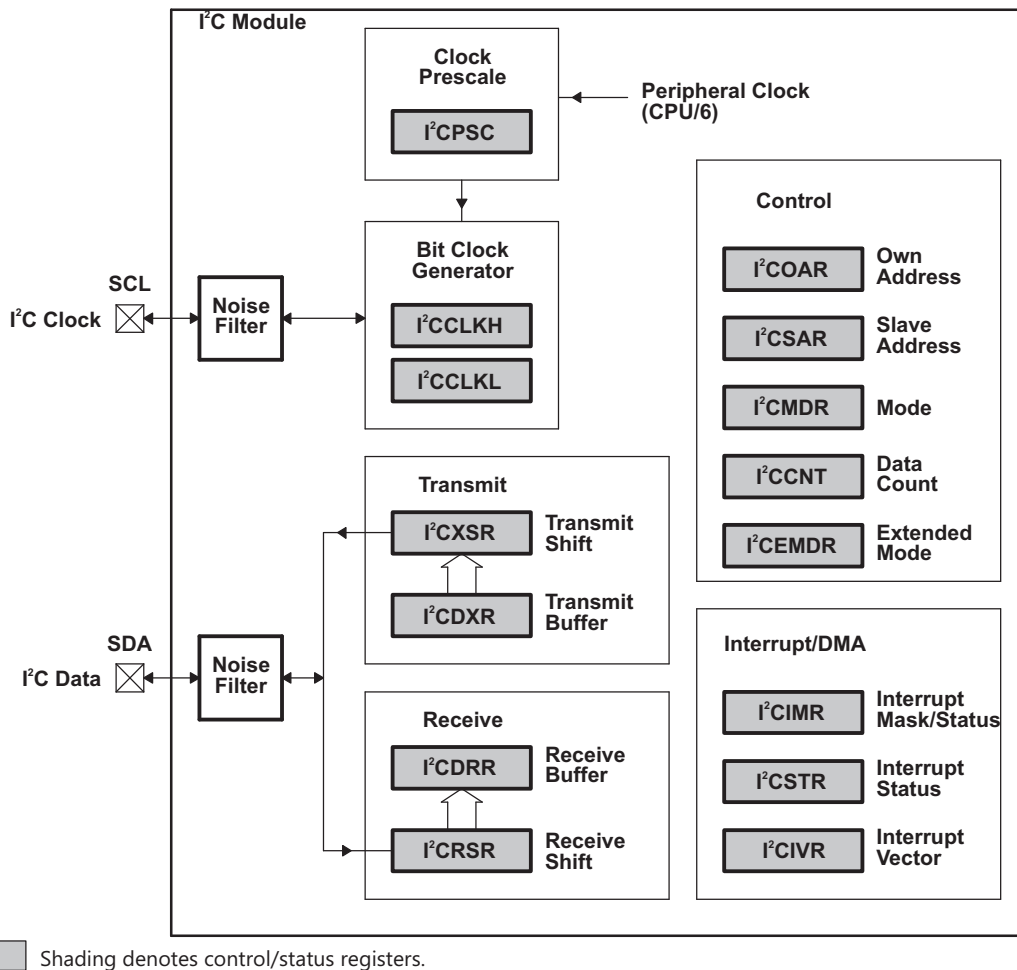 I²C Module
Clock
Prescale
I²CPSC
Peripheral Clock
(CPU/6)
Bit Clock
Generator
I²CCLKH
I²CCLKL
SCL
I²C Clock
Noise
Filter
Control
I²COAR
Own
Address
I²CSAR
Slave
Address
I²CMDR
Mode
I²CCNT
Data
Count
I²CEMDR
Extended
Mode
Transmit
I²CXSR
Transmit
Shift
I²CDXR
Transmit
Buffer
SDA
I²C Data
Noise
Filter
Receive
I²CDRR
Receive
Buffer
I²CRSR
Receive
Shift
Interrupt/DMA
I²CIMR
Interrupt
Mask/Status
I²CSTR
Interrupt
Status
I²CIVR
Interrupt
Vector
Shading denotes control/status registers.